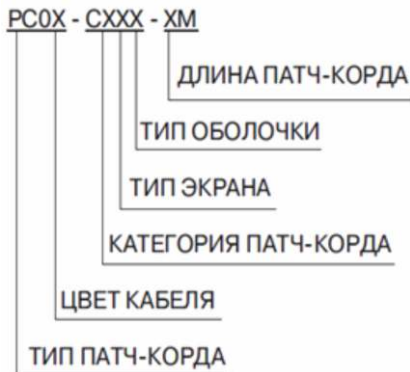 PC0X - CXXX - XM
ДЛИНА ПАТЧ-КОРДА
ТИП ОБОЛОЧКИ
ТИП ЭКРАНА
КАТЕГОРИЯ ПАТЧ-КОРДА
ЦВЕТ КАБЕЛЯ
ТИП ПАТЧ-КОРДА